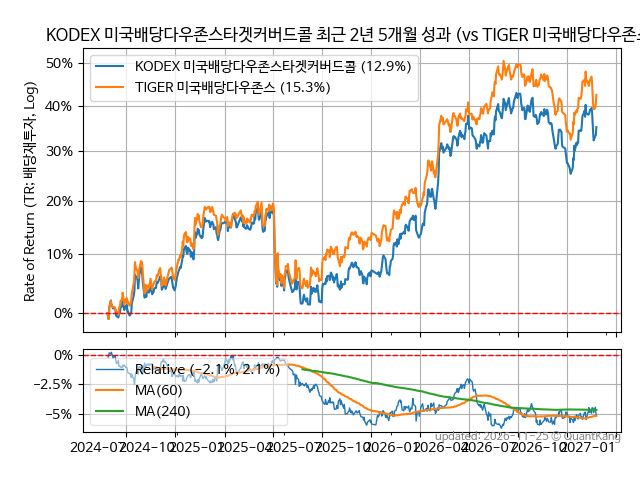 KODEX 미국배당다우존스타겟커버드콜 최근 2년 5개월 성과 (vs TIGER 미국배당다우존스
KODEX 미국배당다우존스타겟커버드콜 (12.9%)
TIGER 미국배당다우존스 (15.3%)
Rate of Return (TR: 배당재투자, Log)
50%
40%
30%
20%
10%
0%
Relative (−2.1%, 2.1%)
MA(60)
MA(240)
0%
−2.5%
−5%
2024-07 2024-10 2025-01 2025-04 2025-07 2025-10 2026-01 2026-04 2026-07 2026-10 2027-01
updated: 2026-11-25 © QuantKang